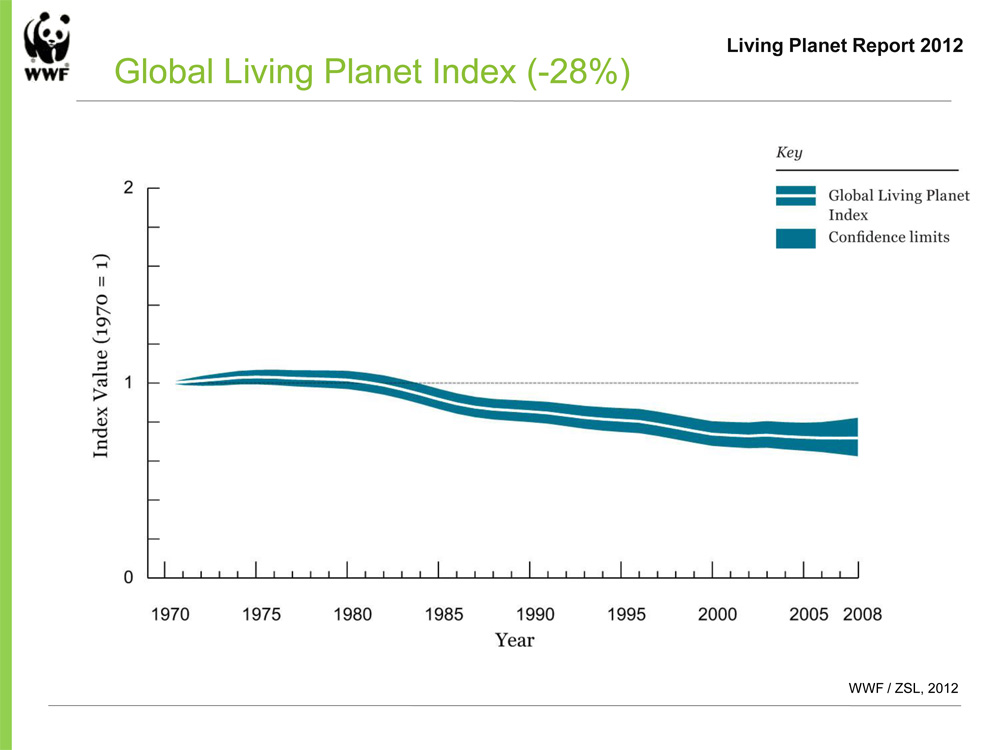 WWF
Living Planet Report 2012
Global Living Planet Index (-28%)
Key
Global Living Planet
Index
Confidence limits
Index Value (1970 = 1)
2
1
0
1970 1975 1980 1985 1990 1995 2000 2005 2008
Year
WWF / ZSL, 2012